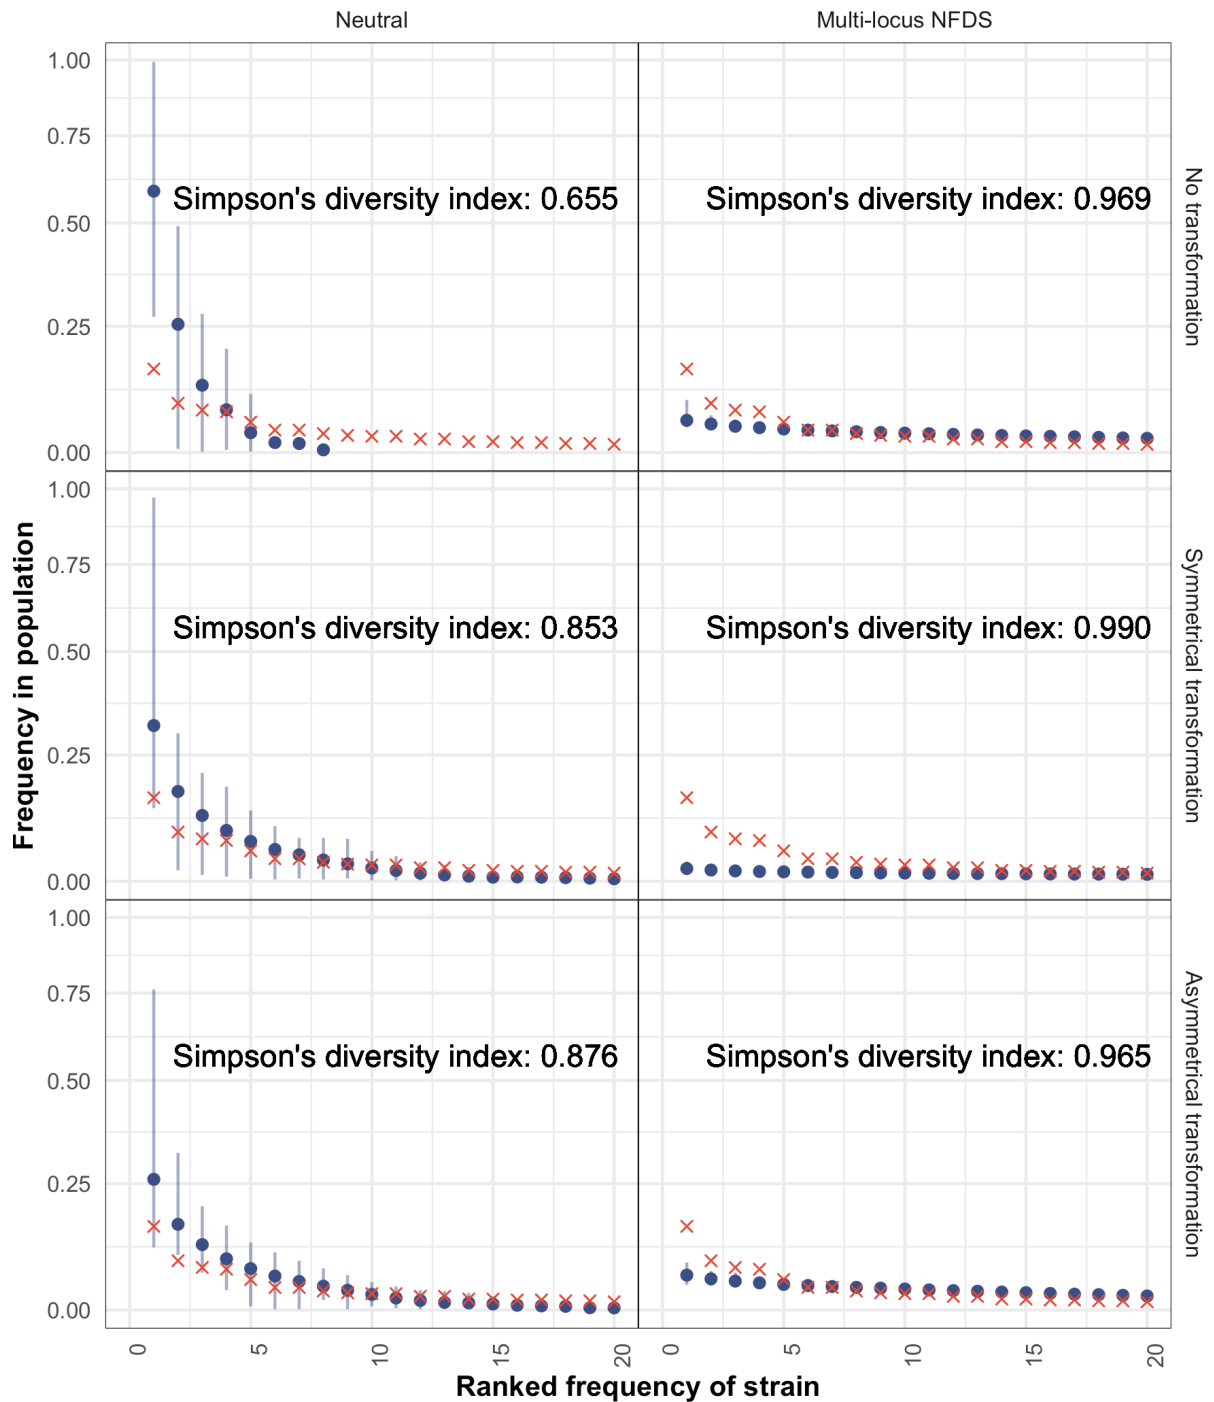 Neutral
Multi-locus NFDS
1.00
0.75
0.50
0.25
0.00
Simpson's diversity index: 0.655
Simpson's diversity index: 0.969
No transformation
1.00
0.75
0.50
0.25
0.00
Simpson's diversity index: 0.853
Simpson's diversity index: 0.990
Symmetrical transformation
1.00
0.75
0.50
0.25
0.00
Simpson's diversity index: 0.876
Simpson's diversity index: 0.965
Asymmetrical transformation
Frequency in population
0
5
10
15
20
0
5
10
15
20
Ranked frequency of strain